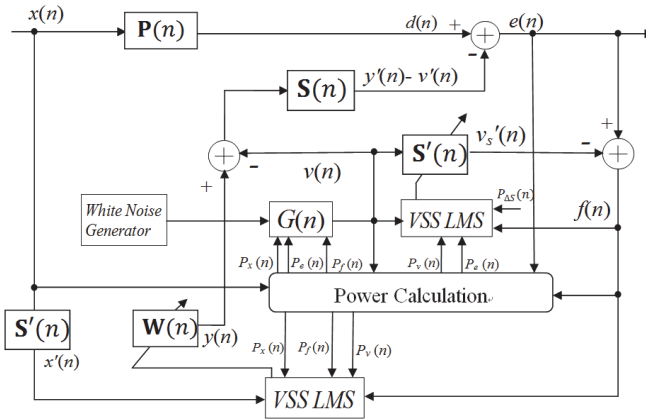 x(n)
P(n)
d(n)
+
e(n)
+
-
S(n)
y'(n)- v'(n)
+
+
-
v(n)
S'(n)
v_s'(n)
-
+
White Noise
Generator
G(n)
VSS LMS
P_ΔS(n)
f(n)
P_x(n)
P_e(n)
P_f(n)
P_v(n)
P_e(n)
Power Calculation
S'(n)
W(n)
y(n)
x'(n)
P_x(n)
P_f(n)
P_v(n)
VSS LMS